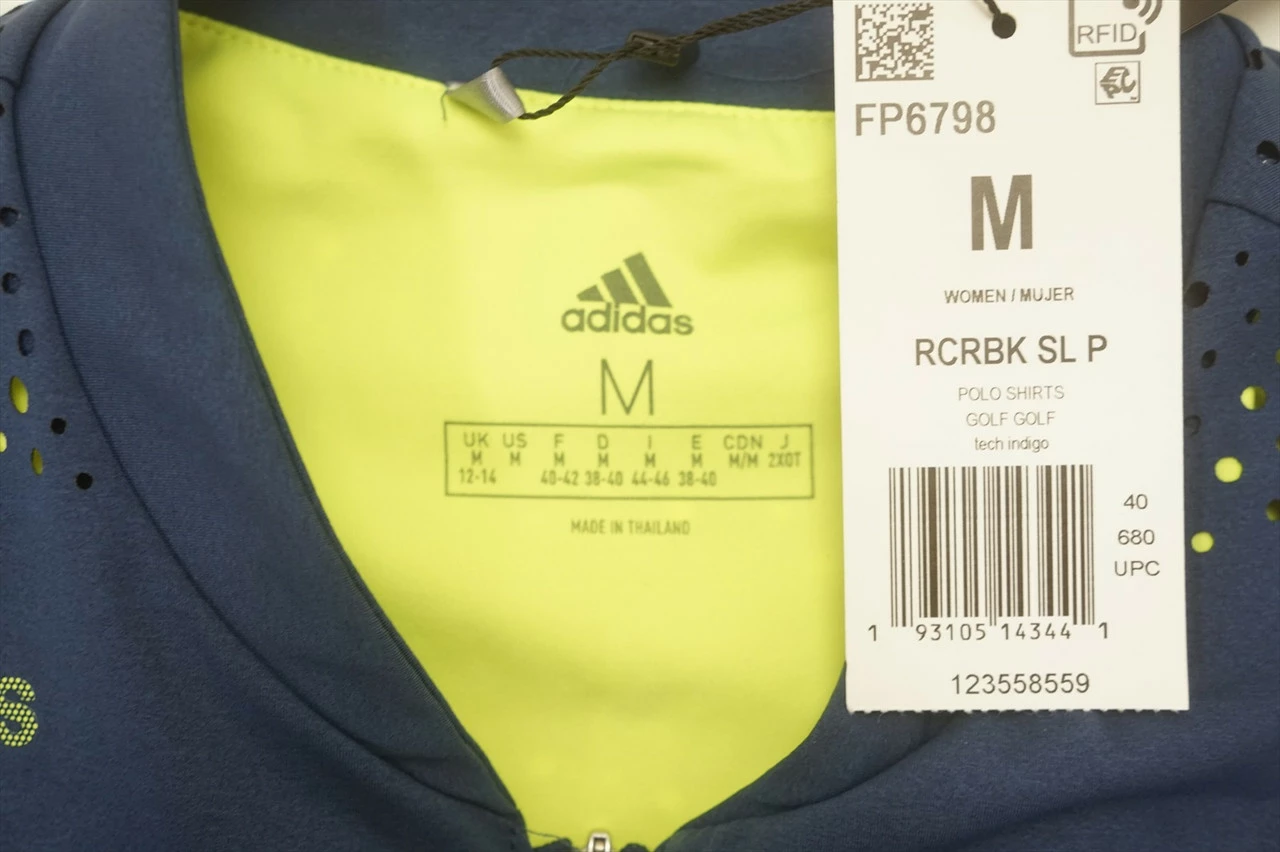 RFID
EPC
FP6798
M
WOMEN / MUJER
RCRBK SL P
POLO SHIRTS
GOLF GOLF
tech indigo
40
680
UPC
1 93105 14344 1
123558559
adidas
M
UK US F D I E CDN J
M M M M M M M/M 2XOT
12-14 40-42 38-40 44-46 38-40
MADE IN THAILAND
S